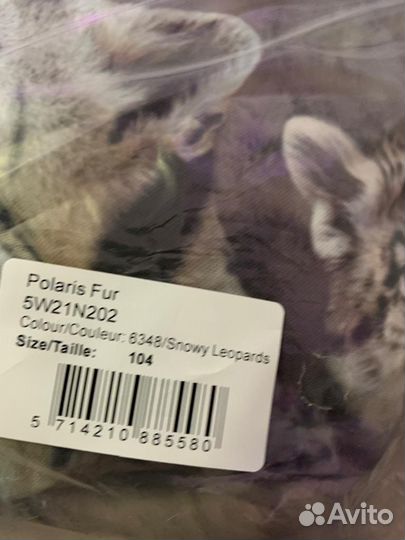 Polaris Fur
5W21N202
Colour/Couleur: 6348/Snowy Leopards
Size/Taille: 104
5 714210 885580
Avito